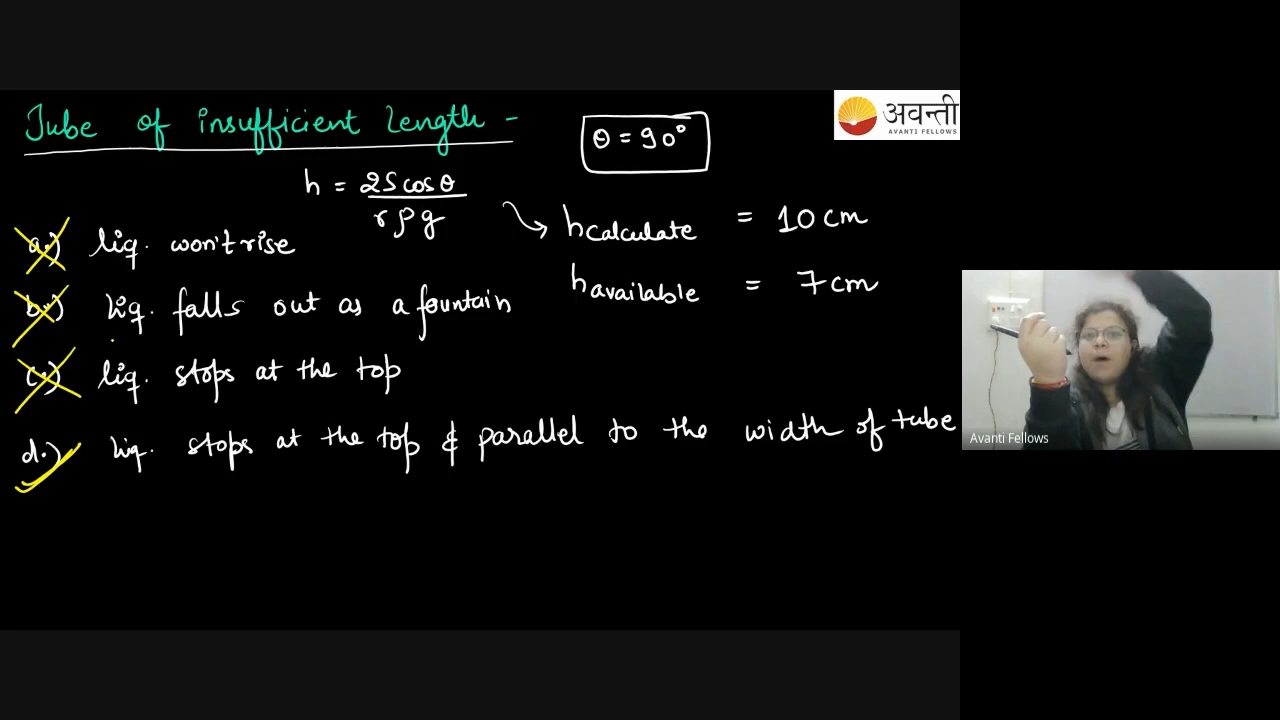 Tube of insufficient length -
θ = 90°
अवन्ती
AVANTI FELLOWS
h = 2S cos θ
rρg
h calculate = 10 cm
a.) liq. won't rise
h available = 7 cm
b.) liq. falls out as a fountain
c.) liq. stops at the top
d.) liq. stops at the top & parallel to the width of tube
Avanti Fellows